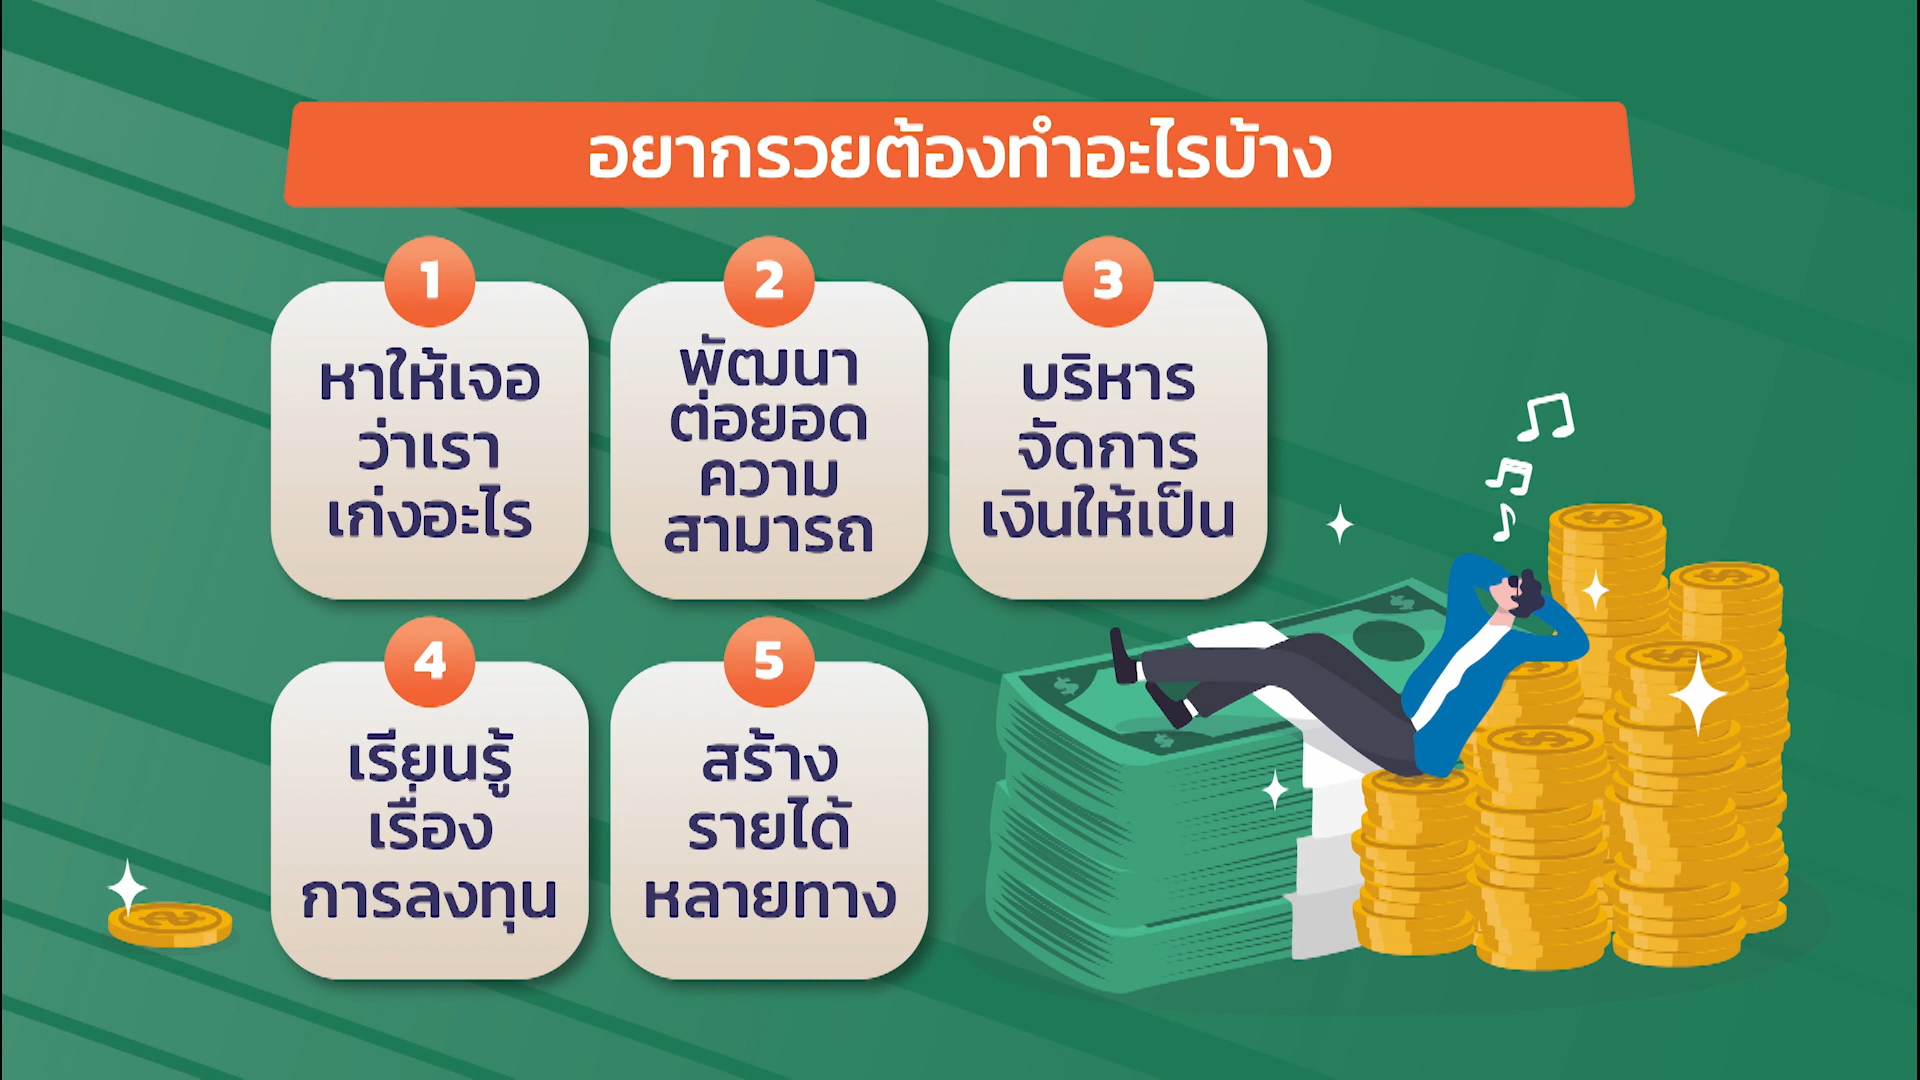 อยากรวยต้องทำอะไรบ้าง
1
หาให้เจอ
ว่าเรา
เก่งอะไร
2
พัฒนา
ต่อยอด
ความ
สามารถ
3
บริหาร
จัดการ
เงินให้เป็น
4
เรียนรู้
เรื่อง
การลงทุน
5
สร้าง
รายได้
หลายทาง